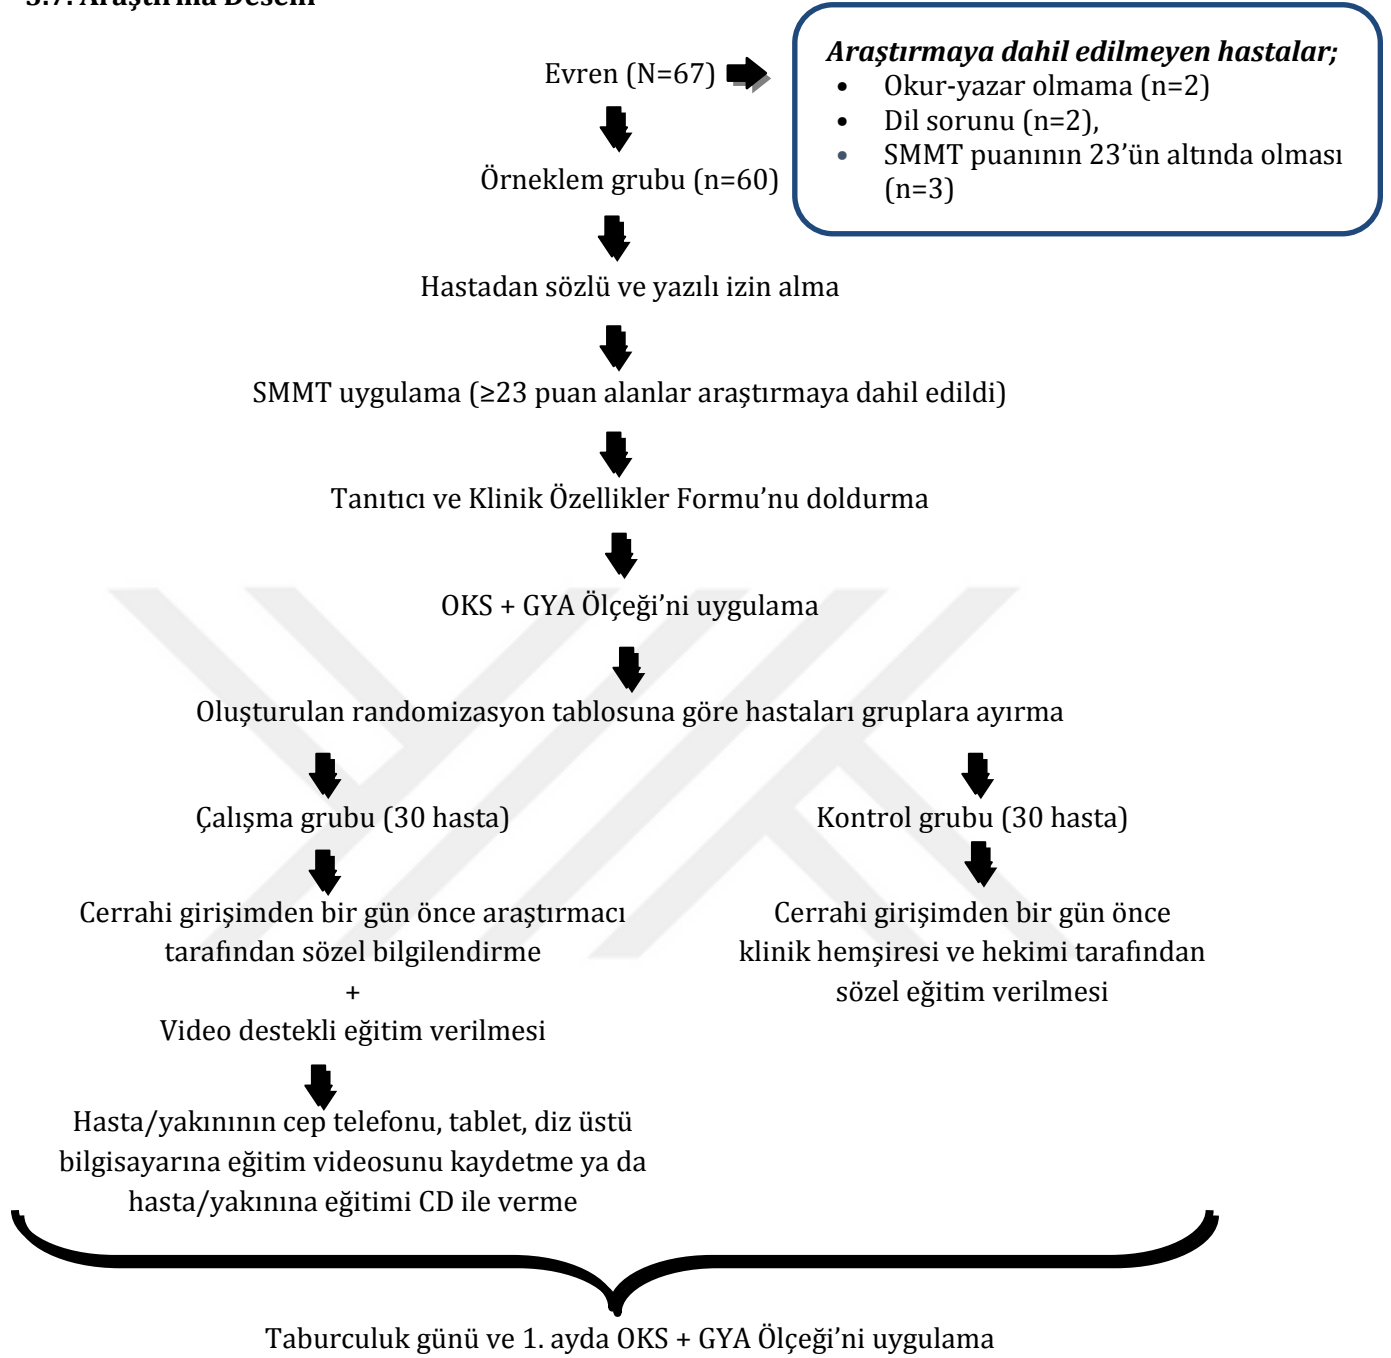 3.7. Araştırma Deseni
Evren (N=67)
Araştırmaya dahil edilmeyen hastalar;
• Okur-yazar olmama (n=2)
• Dil sorunu (n=2),
• SMMT puanının 23’ün altında olması
(n=3)
Örneklem grubu (n=60)
Hastadan sözlü ve yazılı izin alma
SMMT uygulama (≥23 puan alanlar araştırmaya dahil edildi)
Tanıtıcı ve Klinik Özellikler Formu’nu doldurma
OKS + GYA Ölçeği’ni uygulama
Oluşturulan randomizasyon tablosuna göre hastaları gruplara ayırma
Çalışma grubu (30 hasta)
Cerrahi girişimden bir gün önce araştırmacı
tarafından sözel bilgilendirme
+
Video destekli eğitim verilmesi
Hasta/yakınının cep telefonu, tablet, diz üstü
bilgisayarına eğitim videosunu kaydetme ya da
hasta/yakınına eğitimi CD ile verme
Kontrol grubu (30 hasta)
Cerrahi girişimden bir gün önce
klinik hemşiresi ve hekimi tarafından
sözel eğitim verilmesi
Taburculuk günü ve 1. ayda OKS + GYA Ölçeği’ni uygulama